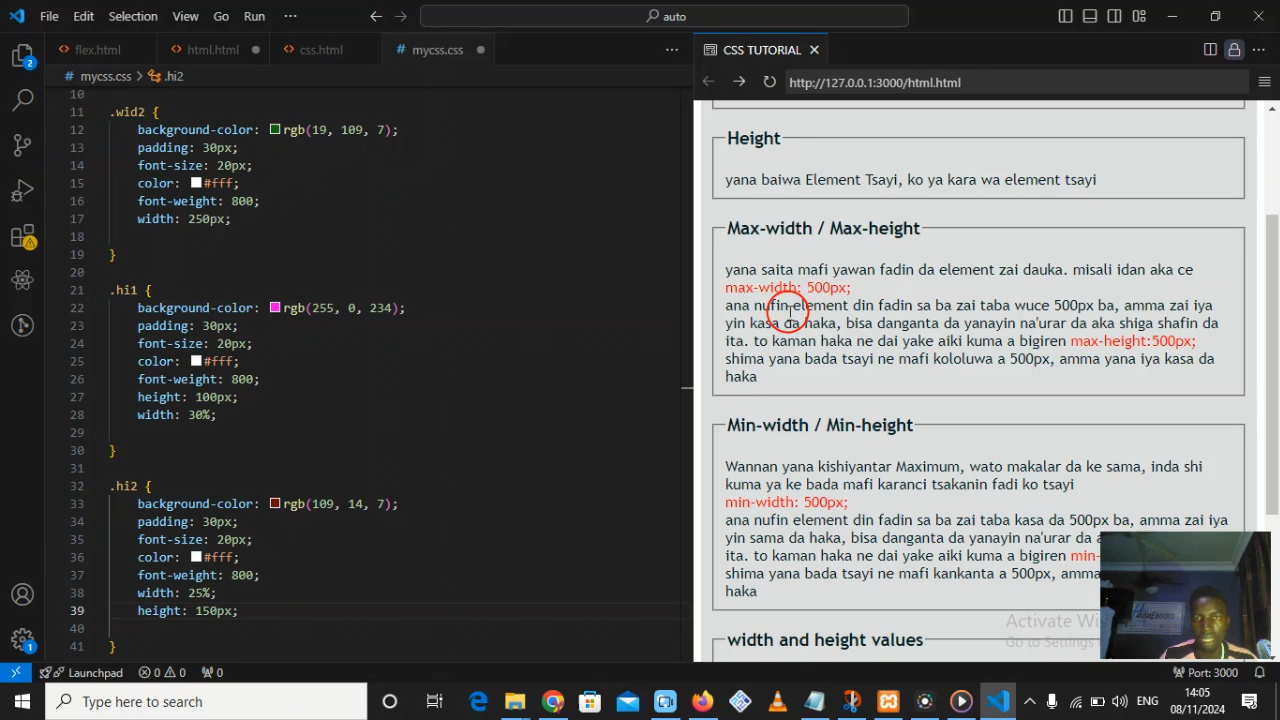 File Edit Selection View Go Run ··· auto
flex.html html.html css.html mycss.css ···
CSS TUTORIAL
mycss.css > .hi2
http://127.0.0.1:3000/html.html
10
11 .wid2 {
12 background-color: rgb(19, 109, 7);
13 padding: 30px;
14 font-size: 20px;
15 color: #fff;
16 font-weight: 800;
17 width: 250px;
18
19 }
20
21 .hi1 {
22 background-color: rgb(255, 0, 234);
23 padding: 30px;
24 font-size: 20px;
25 color: #fff;
26 font-weight: 800;
27 height: 100px;
28 width: 30%;
29
30 }
31
32 .hi2 {
33 background-color: rgb(109, 14, 7);
34 padding: 30px;
35 font-size: 20px;
36 color: #fff;
37 font-weight: 800;
38 width: 25%;
39 height: 150px;
40
41 }
Height
yana baiwa Element Tsayi, ko ya kara wa element tsayi
Max-width / Max-height
yana saita mafi yawan fadin da element zai dauka. misali idan aka ce
max-width: 500px;
ana nufin element din fadin sa ba zai taba wuce 500px ba, amma zai iya
yin kasa da haka, bisa danganta da yanayin na'urar da aka shiga shafin da
ita. to kaman haka ne dai yake aiki kuma a bigiren max-height:500px;
shima yana bada tsayi ne mafi kololuwa a 500px, amma yana iya kasa da
haka
Min-width / Min-height
Wannan yana kishiyantar Maximum, wato makalar da ke sama, inda shi
kuma ya ke bada mafi karanci tsakanin fadi ko tsayi
min-width: 500px;
ana nufin element din fadin sa ba zai taba kasa da 500px ba, amma zai iya
yin sama da haka, bisa danganta da yanayin na'urar da
ita. to kaman haka ne dai yake aiki kuma a bigiren min-
shima yana bada tsayi ne mafi kankanta a 500px, amma
haka
width and height values
Activate Wi
Go to Settings
2
1
Launchpad 0 0 0 Port: 3000
Type here to search
ENG
14:05
08/11/2024
1